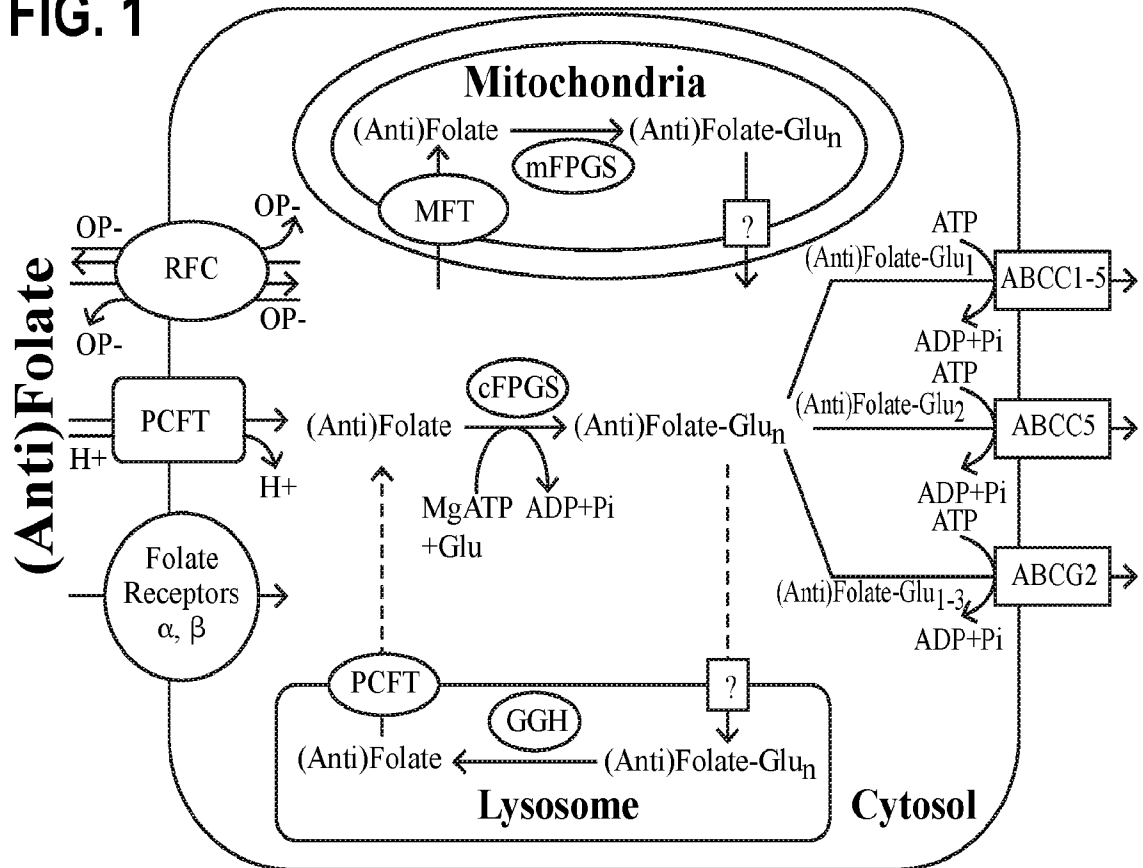 FIG. 1
(Anti)Folate
Mitochondria
(Anti)Folate
(Anti)Folate-Glun
mFPGS
MFT
?
OP-
OP-
RFC
OP-
OP-
PCFT
H+
H+
Folate
Receptors
α, β
cFPGS
(Anti)Folate
(Anti)Folate-Glun
MgATP
+Glu
ADP+Pi
ATP
(Anti)Folate-Glu1
ABCC1-5
ADP+Pi
ATP
(Anti)Folate-Glu2
ABCC5
ADP+Pi
ATP
ABCG2
(Anti)Folate-Glu1-3
ADP+Pi
PCFT
?
GGH
(Anti)Folate
(Anti)Folate-Glun
Lysosome
Cytosol